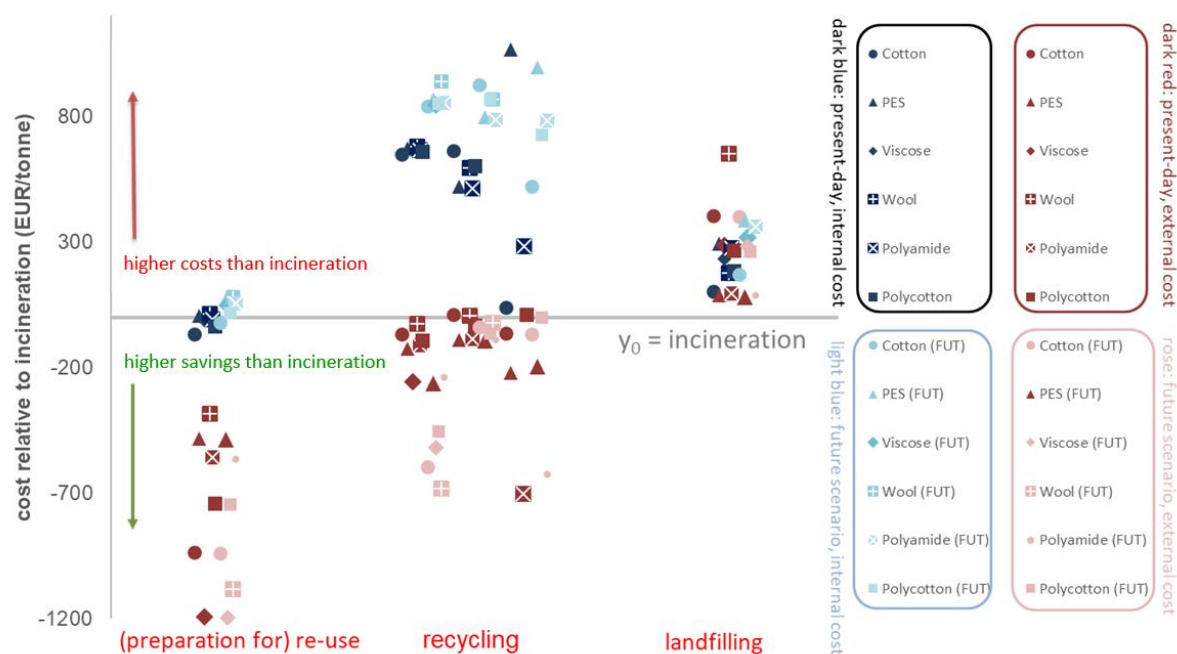 cost relative to incineration (EUR/tonne)
800
300
-200
-700
-1200
higher costs than incineration
higher savings than incineration
y0 = incineration
(preparation for) re-use
recycling
landfilling
dark blue: present-day, internal cost
Cotton
PES
Viscose
Wool
Polyamide
Polycotton
dark red: present-day, external cost
Cotton
PES
Viscose
Wool
Polyamide
Polycotton
light blue: future scenario, internal cost
Cotton (FUT)
PES (FUT)
Viscose (FUT)
Wool (FUT)
Polyamide (FUT)
Polycotton (FUT)
rose: future scenario, external cost
Cotton (FUT)
PES (FUT)
Viscose (FUT)
Wool (FUT)
Polyamide (FUT)
Polycotton (FUT)